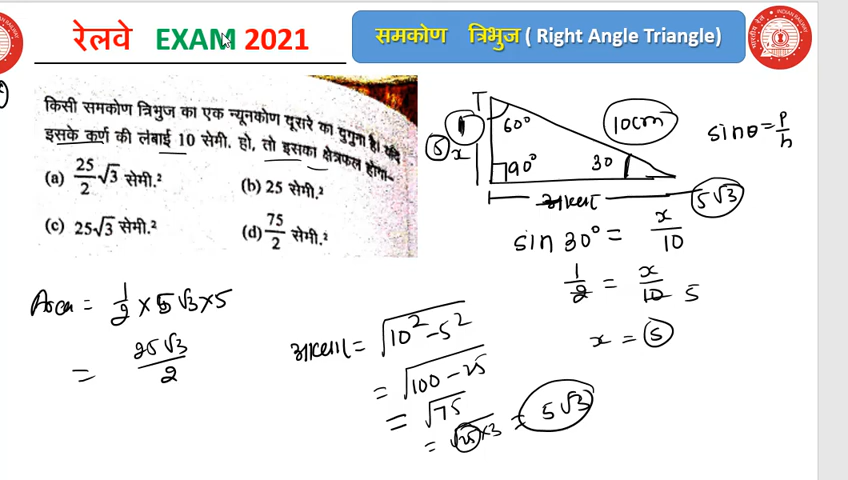 रेलवे EXAM 2021
समकोण त्रिभुज ( Right Angle Triangle)
किसी समकोण त्रिभुज का एक न्यूनकोण दूसरे का दुगुना है। यदि
इसके कर्ण की लंबाई 10 सेमी. हो, तो इसका क्षेत्रफल होगा-
(a) 25/2 √3 सेमी.² (b) 25 सेमी.²
(c) 25√3 सेमी.² (d) 75/2 सेमी.²
60°
10cm
5 x
90° 30
आधार
5√3
sinθ = P/h
sin 30° = x/10
1/2 = x/10 5
x = 5
Area = 1/2 × 5√3 × 5
= 25√3/2
आधार = √10² – 5²
= √100 – 25
= √75
= √25×3 = 5√3